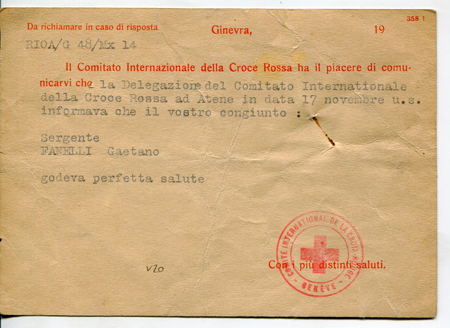 Da richiamare in caso di risposta
Ginevra, 19
358 !
RIOA/G 48/Mx 14
Il Comitato Internazionale della Croce Rossa ha il piacere di comu-
nicarvi che la Delegazione del Comitato Internationale
della Croce Rossa ad Atene in data 17 novembre u.s.
informava che il vostro congiunto :
Sergente
FANELLI Gaetano
godeva perfetta salute
COMITÉ INTERNATIONAL DE LA CROIX-ROUGE
GENÈVE
Con i più distinti saluti.